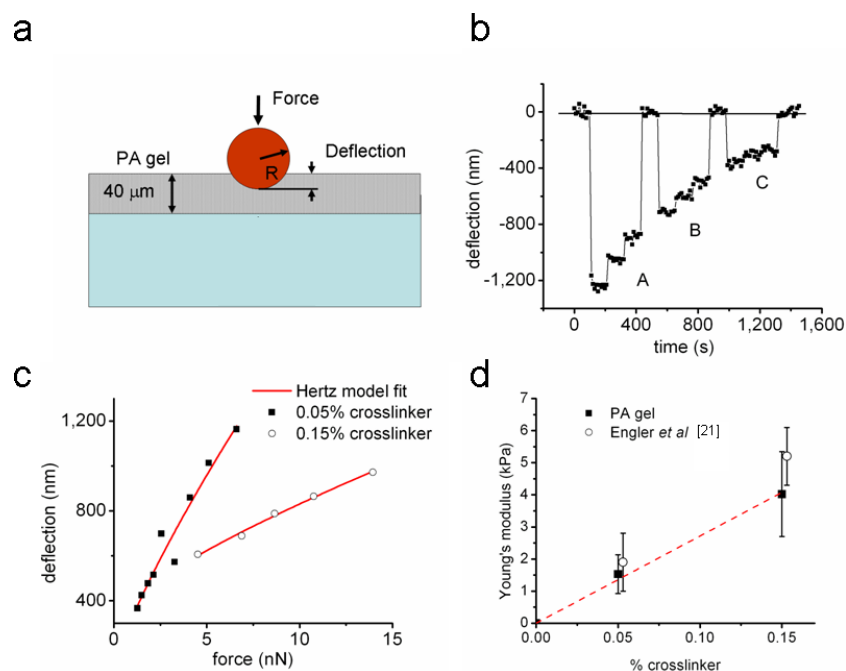 a
Force
PA gel
Deflection
R
40 μm
b
0
-400
-800
-1,200
deflection (nm)
A
B
C
0 400 800 1,200 1,600
time (s)
c
Hertz model fit
0.05% crosslinker
0.15% crosslinker
1,200
800
400
deflection (nm)
0 5 10 15
force (nN)
d
PA gel
Engler et al [21]
7
6
5
4
3
2
1
0
Young's modulus (kPa)
0.00 0.05 0.10 0.15
% crosslinker